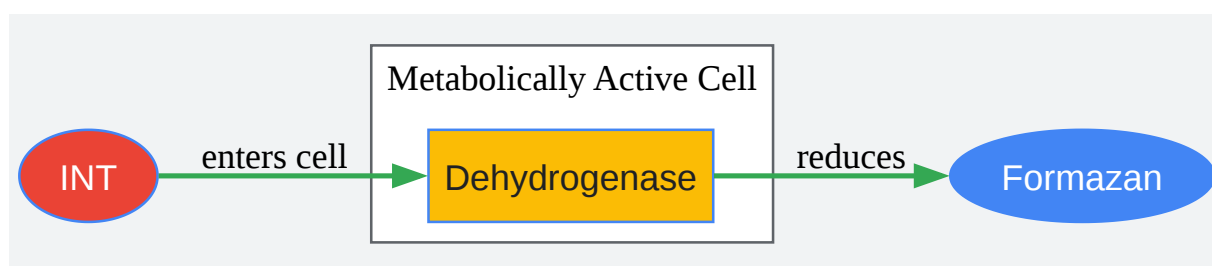 Metabolically Active Cell
INT
enters cell
Dehydrogenase
reduces
Formazan